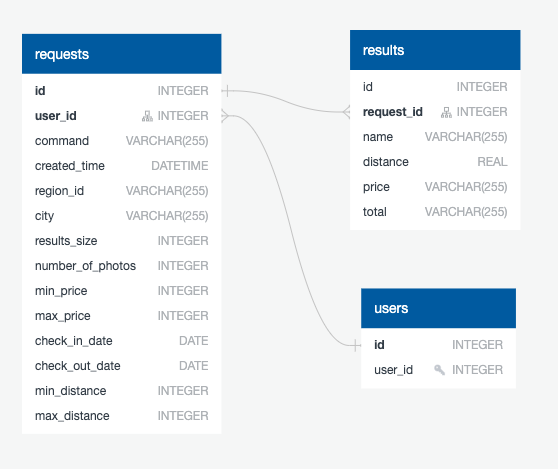 requests
id INTEGER
user_id INTEGER
command VARCHAR(255)
created_time DATETIME
region_id VARCHAR(255)
city VARCHAR(255)
results_size INTEGER
number_of_photos INTEGER
min_price INTEGER
max_price INTEGER
check_in_date DATE
check_out_date DATE
min_distance INTEGER
max_distance INTEGER
results
id INTEGER
request_id INTEGER
name VARCHAR(255)
distance REAL
price VARCHAR(255)
total VARCHAR(255)
users
id INTEGER
user_id INTEGER